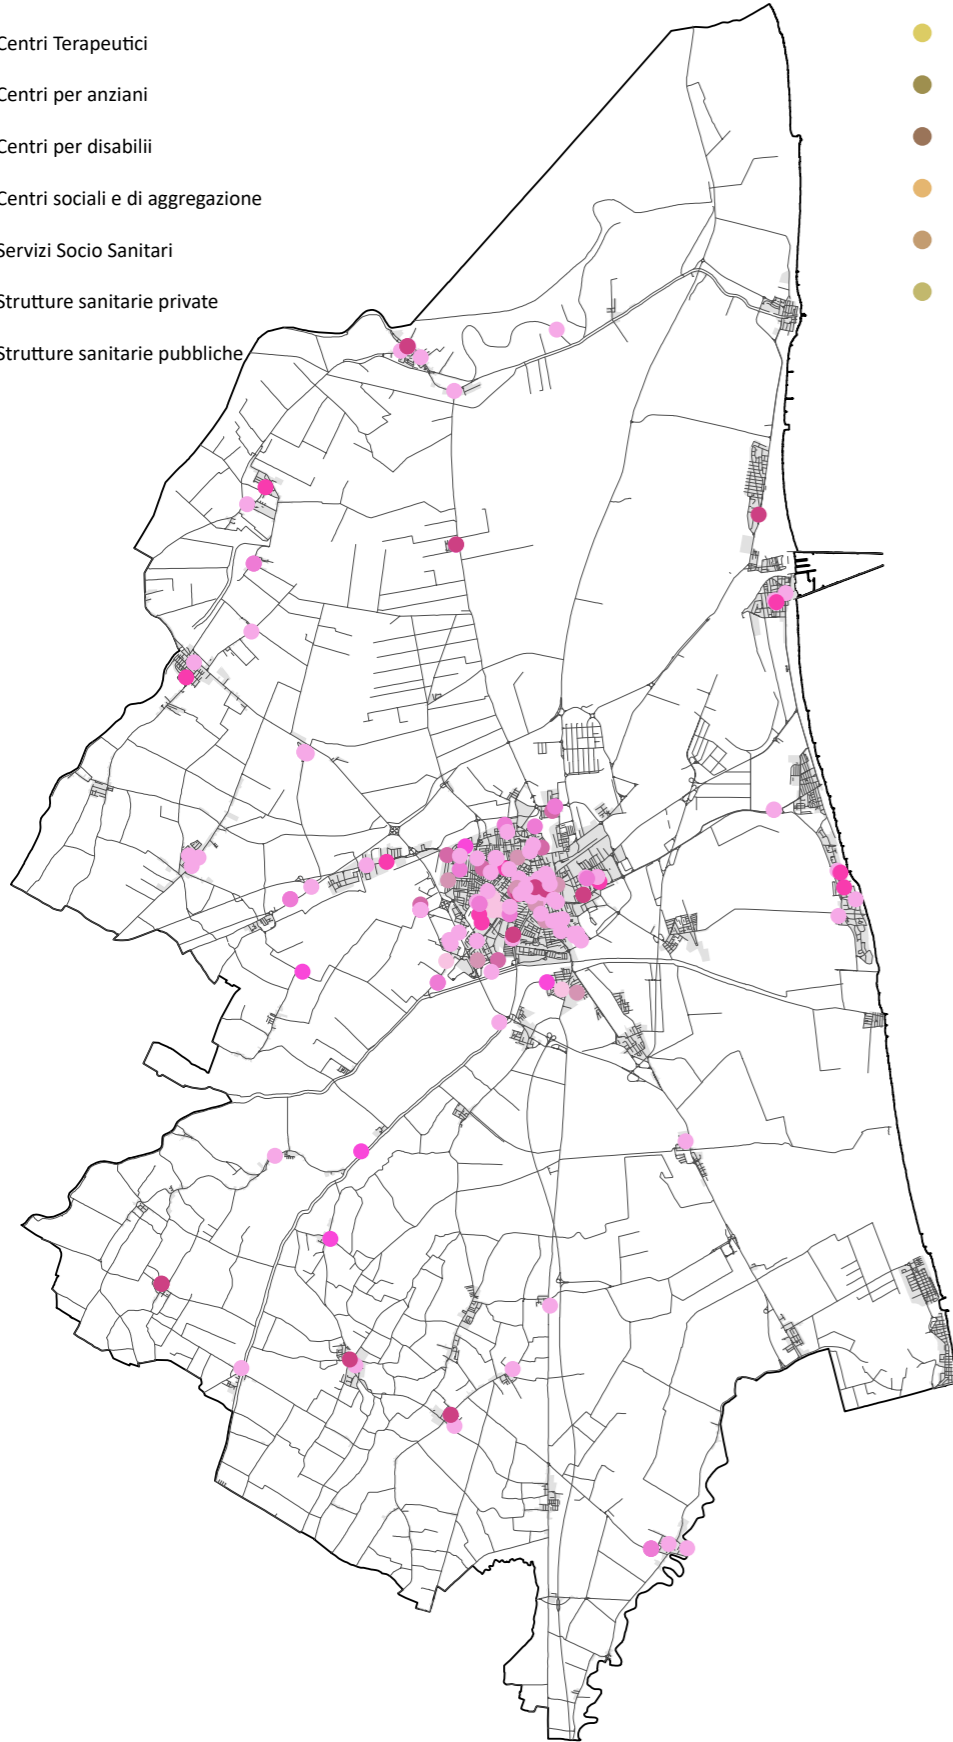 Centri Terapeutici
Centri per anziani
Centri per disabilii
Centri sociali e di aggregazione
Servizi Socio Sanitari
Strutture sanitarie private
Strutture sanitarie pubbliche